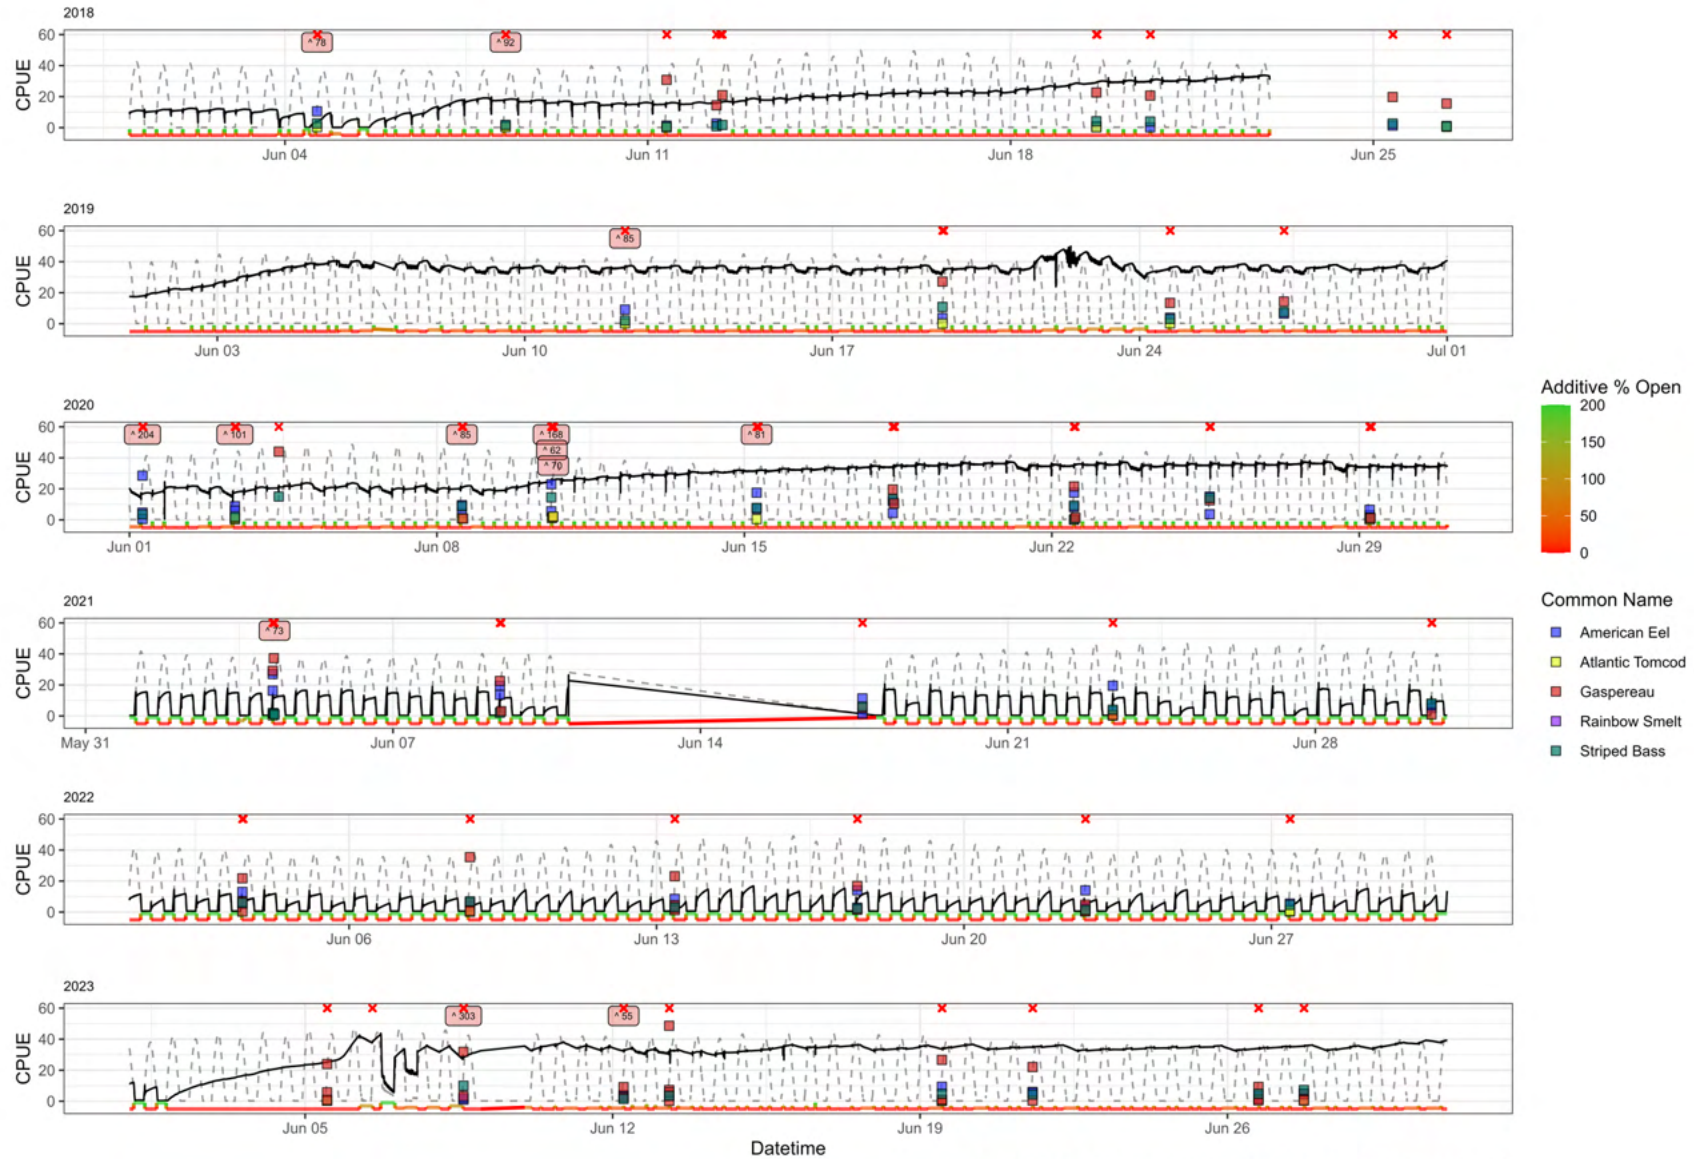 2018
60
40
20
0
CPUE
^ 78
^ 92
Jun 04
Jun 11
Jun 18
Jun 25
2019
60
40
20
0
CPUE
^ 85
Jun 03
Jun 10
Jun 17
Jun 24
Jul 01
2020
60
40
20
0
CPUE
^ 204
^ 101
^ 85
^ 168
^ 62
^ 70
^ 81
Jun 01
Jun 08
Jun 15
Jun 22
Jun 29
2021
60
40
20
0
CPUE
^ 73
May 31
Jun 07
Jun 14
Jun 21
Jun 28
2022
60
40
20
0
CPUE
Jun 06
Jun 13
Jun 20
Jun 27
2023
60
40
20
0
CPUE
^ 303
^ 55
Jun 05
Jun 12
Jun 19
Jun 26
Datetime
Additive % Open
200
150
100
50
0
Common Name
American Eel
Atlantic Tomcod
Gaspereau
Rainbow Smelt
Striped Bass